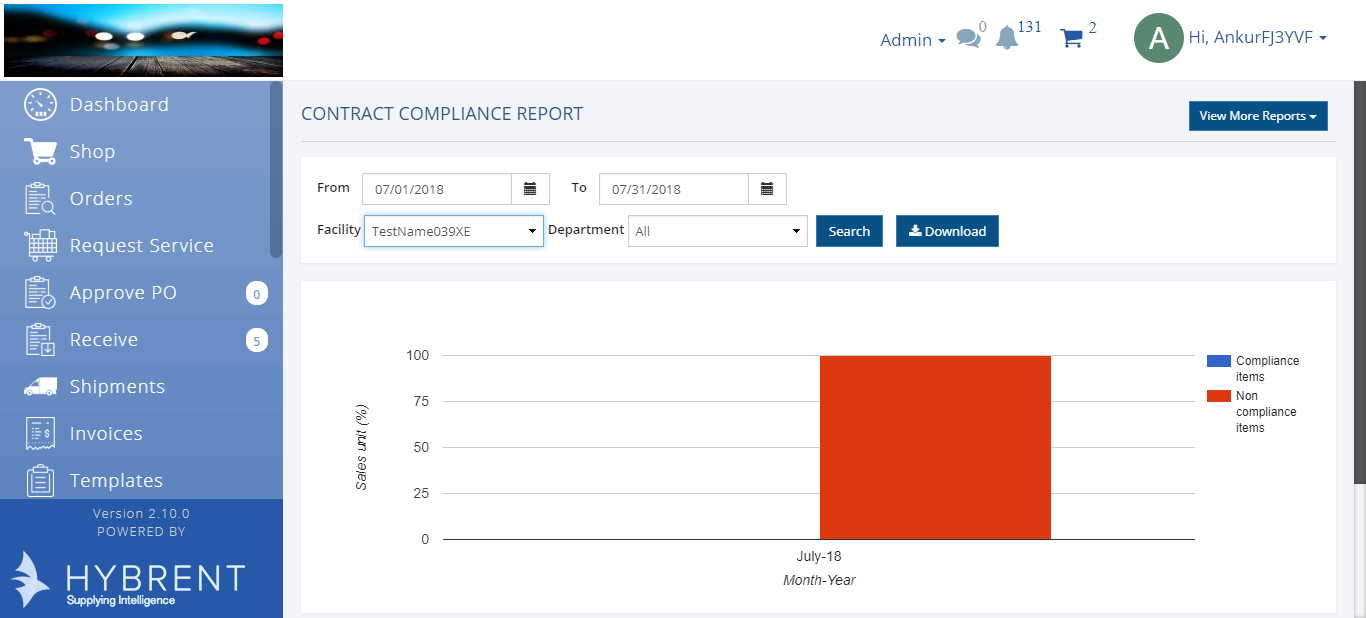 Admin
0
131
2
A
Hi, AnkurFJ3YVF
Dashboard
Shop
Orders
Request Service
Approve PO 0
Receive 5
Shipments
Invoices
Templates
Version 2.10.0
POWERED BY
HYBRENT
Supplying Intelligence
CONTRACT COMPLIANCE REPORT
View More Reports
From 07/01/2018 To 07/31/2018
Facility TestName039XE Department All Search Download
100
75
50
25
0
Sales unit (%)
July-18
Month-Year
Compliance
items
Non
compliance
items